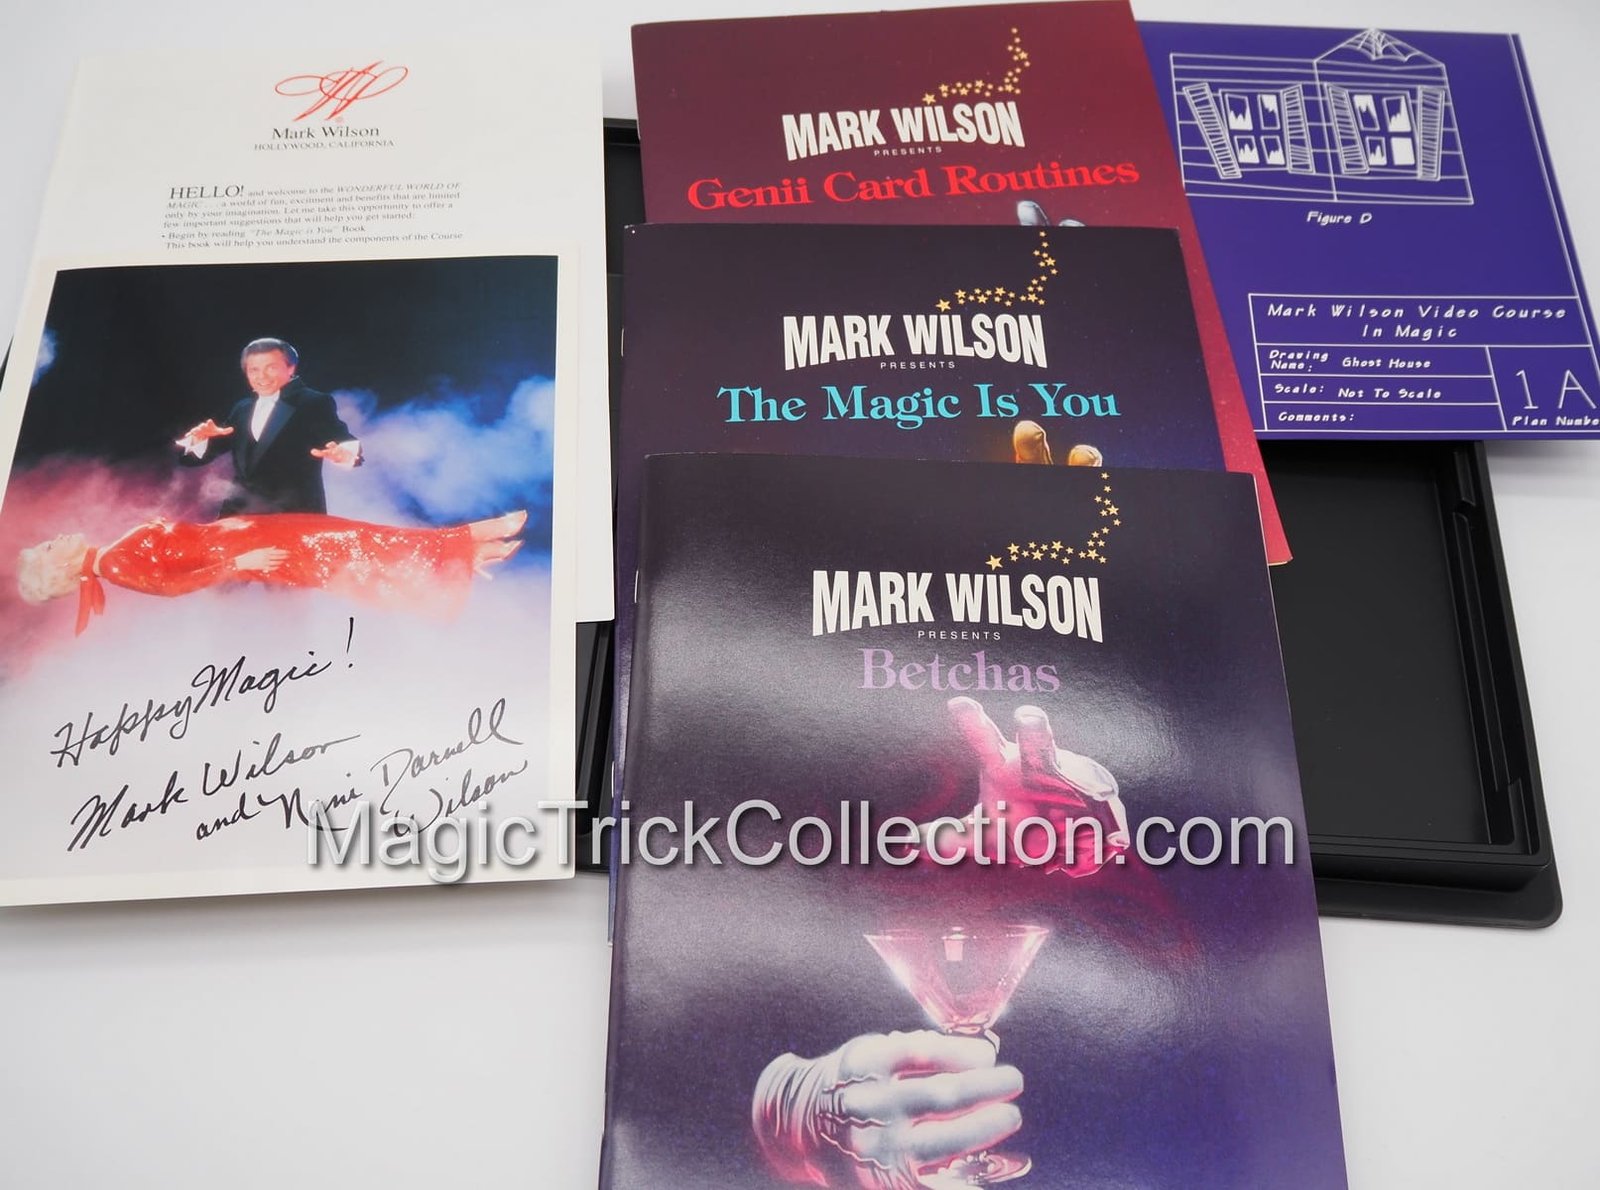 Mark Wilson
HOLLYWOOD, CALIFORNIA
HELLO! and welcome to the WONDERFUL WORLD OF
MAGIC . . . a world of fun, excitment and benefits that are limited
only by your imagination. Let me take this opportunity to offer a
few important suggestions that will help you get started:
• Begin by reading "The Magic is You" Book
This book will help you understand the components of the Course
Happy Magic!
Mark Wilson
and Nani Darnell
Wilson
MARK WILSON
PRESENTS
Genii Card Routines
MARK WILSON
PRESENTS
The Magic Is You
MARK WILSON
PRESENTS
Betchas
Figure D
Mark Wilson Video Course
In Magic
Drawing
Name: Ghost House
Scale: Not To Scale
Comments:
1A
Plan Numbe
MagicTrickCollection.com